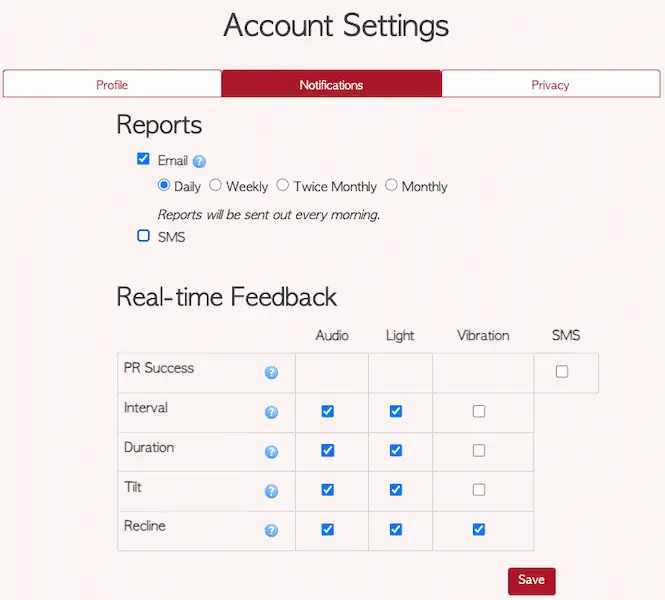 Account Settings
Profile Notifications Privacy
Reports
Email ?
Daily Weekly Twice Monthly Monthly
Reports will be sent out every morning.
SMS
Real-time Feedback
Audio Light Vibration SMS
PR Success ?
Interval ?
Duration ?
Tilt ?
Recline ?
Save